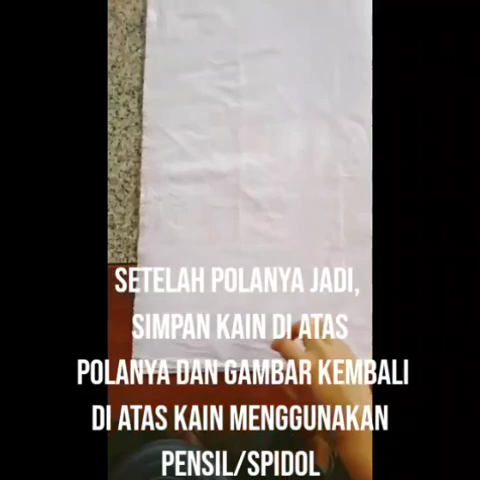 SETELAH POLANYA JADI,
SIMPAN KAIN DI ATAS
POLANYA DAN GAMBAR KEMBALI
DI ATAS KAIN MENGGUNAKAN
PENSIL/SPIDOL